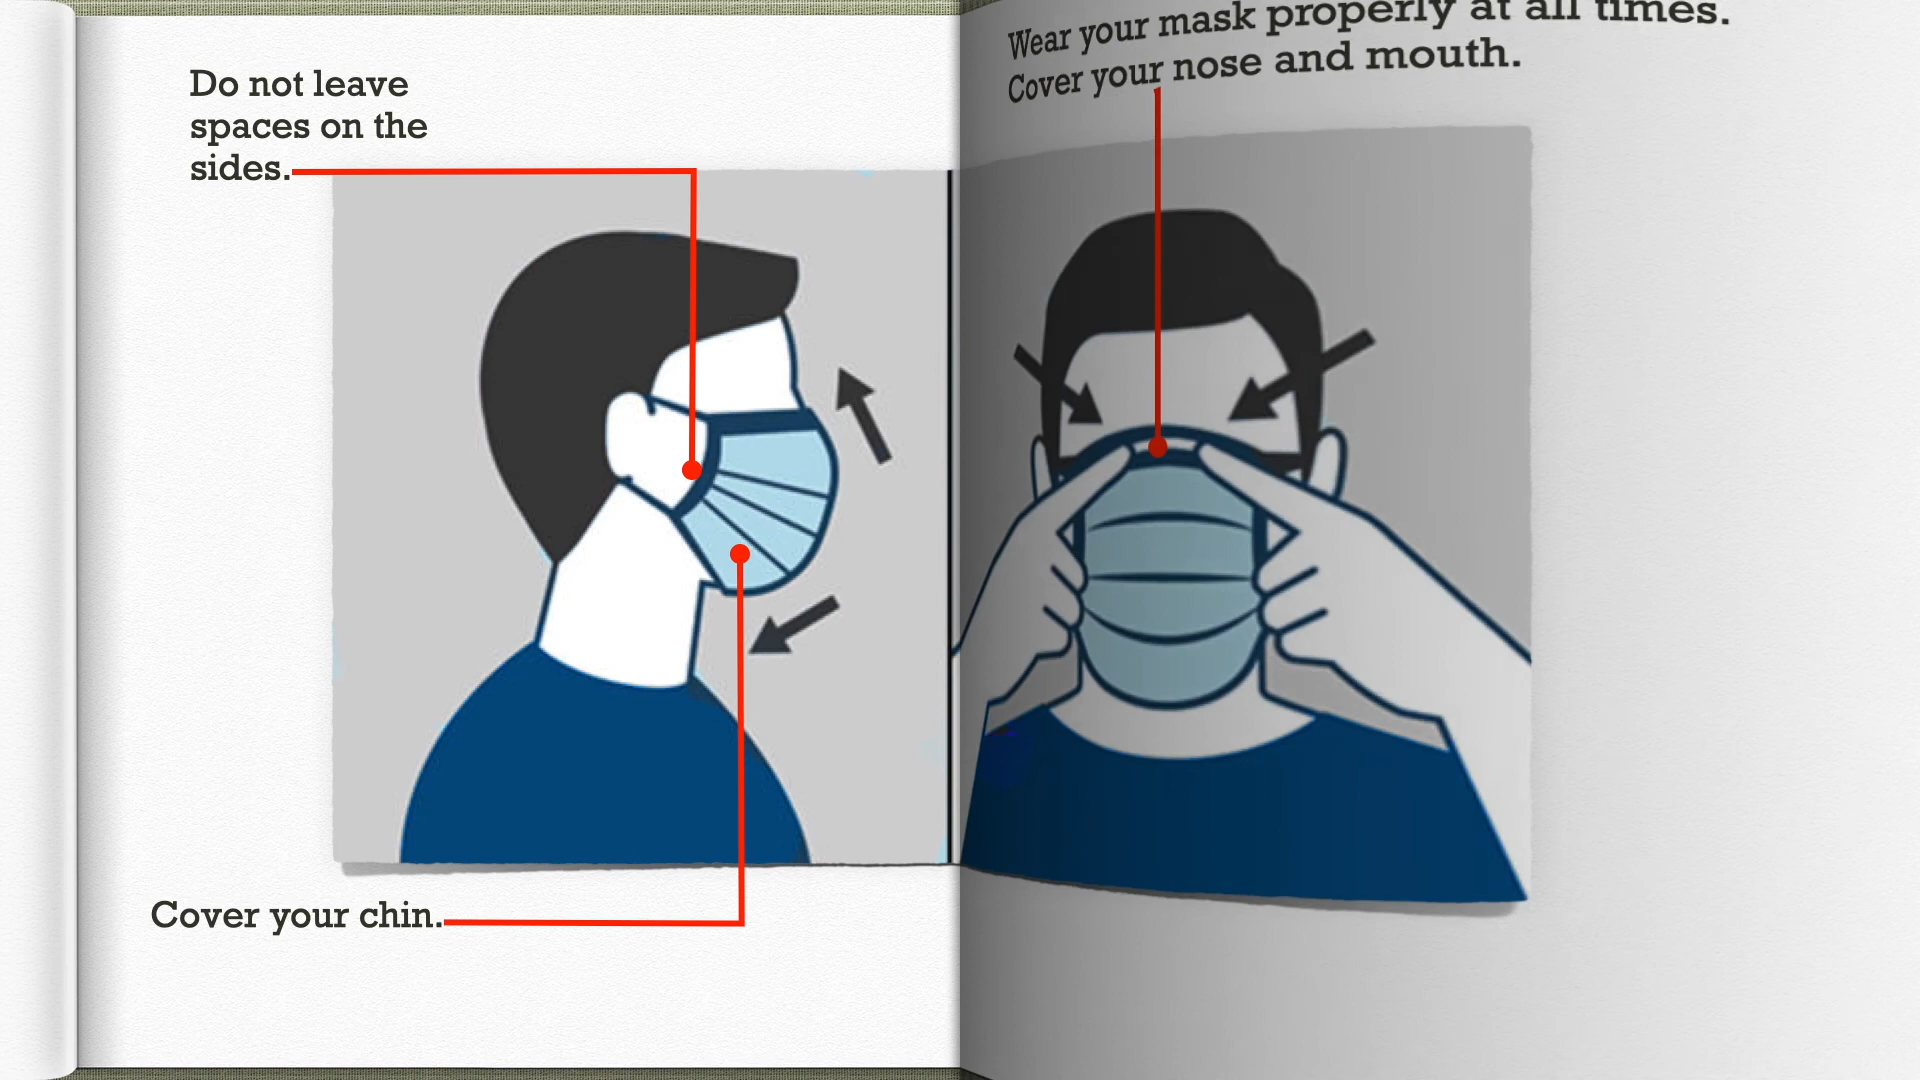 Do not leave
spaces on the
sides.
Cover your chin.
Wear your mask properly at all times.
Cover your nose and mouth.